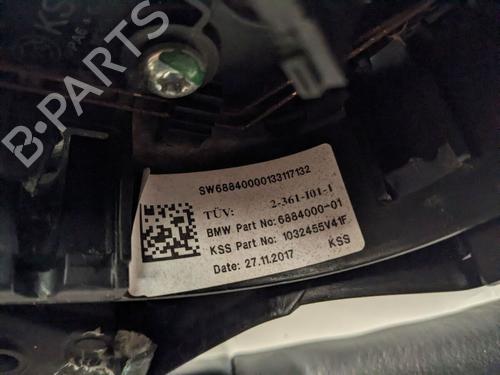 B-PARTS
SW68840000133117132
TÜV: 2-361-101-1
BMW Part No: 6884000-01
KSS Part No: 1032455V41F
Date: 27.11.2017 KSS